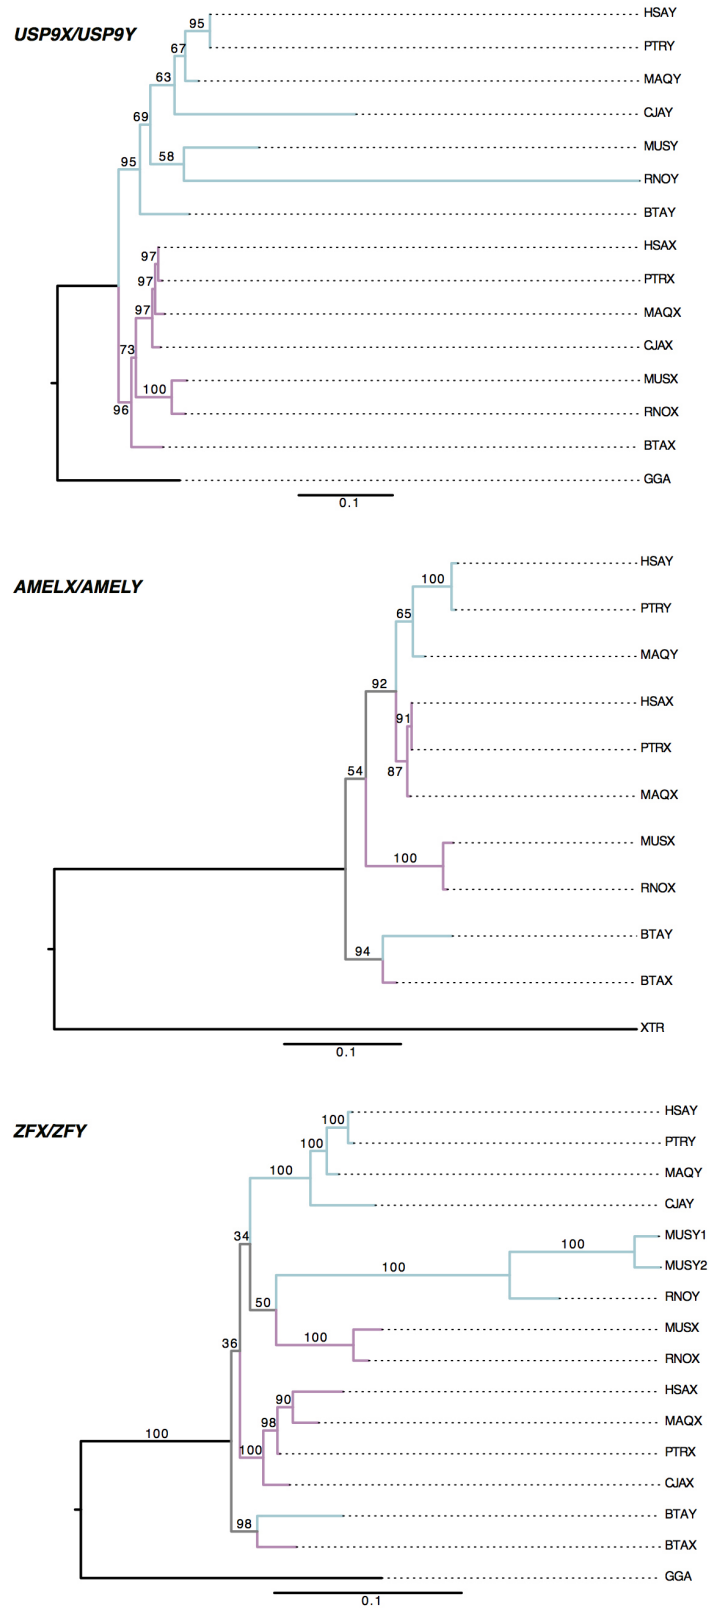 USP9X/USP9Y
95 HSAY
67 PTRY
63 MAQY
69 CJAY
58 MUSY
95 RNOY
BTAY
97 HSAX
97 PTRX
97 MAQX
73 CJAX
100 MUSX
96 RNOX
BTAX
GGA
0.1
AMELX/AMELY
100 HSAY
65 PTRY
MAQY
92 HSAX
91 PTRX
87 MAQX
54
100 MUSX
RNOX
94 BTAY
BTAX
XTR
0.1
ZFX/ZFY
100 HSAY
100 PTRY
100 MAQY
CJAY
34 100 MUSY1
100 MUSY2
50 RNOY
100 MUSX
36 RNOX
90 HSAX
98 MAQX
100 100 PTRX
CJAX
98 BTAY
BTAX
GGA
0.1